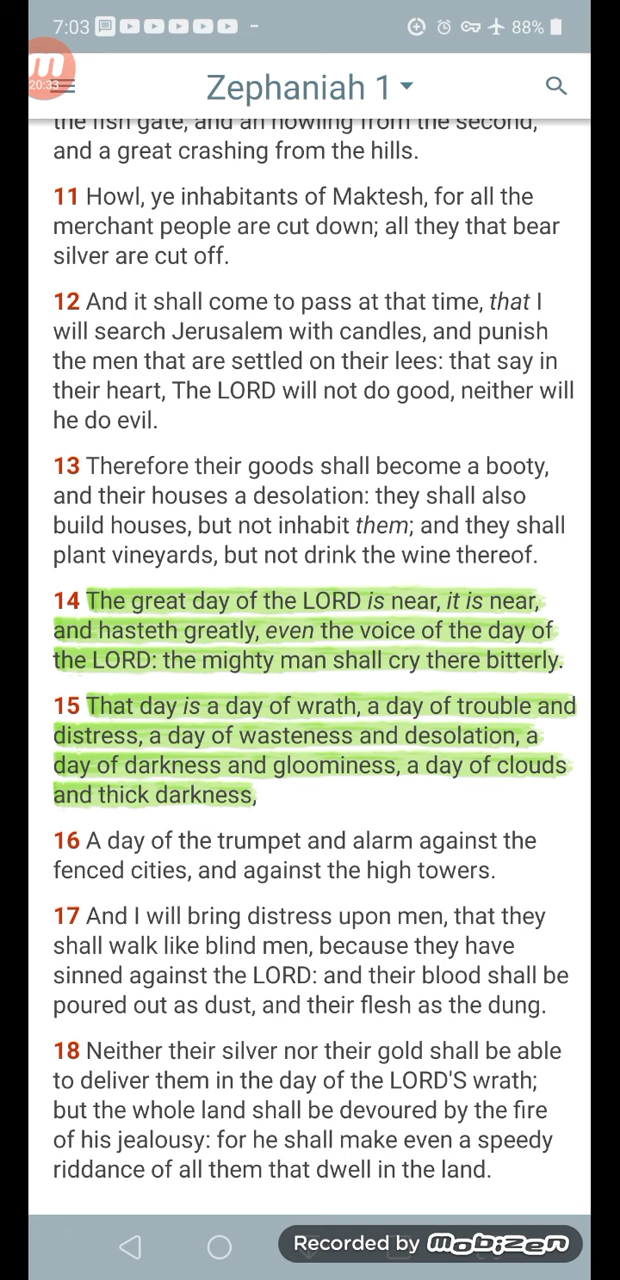 7:03 88%
m
20:33
Zephaniah 1
the fish gate, and an howling from the second,
and a great crashing from the hills.
11 Howl, ye inhabitants of Maktesh, for all the
merchant people are cut down; all they that bear
silver are cut off.
12 And it shall come to pass at that time, that I
will search Jerusalem with candles, and punish
the men that are settled on their lees: that say in
their heart, The LORD will not do good, neither will
he do evil.
13 Therefore their goods shall become a booty,
and their houses a desolation: they shall also
build houses, but not inhabit them; and they shall
plant vineyards, but not drink the wine thereof.
14 The great day of the LORD is near, it is near,
and hasteth greatly, even the voice of the day of
the LORD: the mighty man shall cry there bitterly.
15 That day is a day of wrath, a day of trouble and
distress, a day of wasteness and desolation, a
day of darkness and gloominess, a day of clouds
and thick darkness,
16 A day of the trumpet and alarm against the
fenced cities, and against the high towers.
17 And I will bring distress upon men, that they
shall walk like blind men, because they have
sinned against the LORD: and their blood shall be
poured out as dust, and their flesh as the dung.
18 Neither their silver nor their gold shall be able
to deliver them in the day of the LORD'S wrath;
but the whole land shall be devoured by the fire
of his jealousy: for he shall make even a speedy
riddance of all them that dwell in the land.
Recorded by mobizen